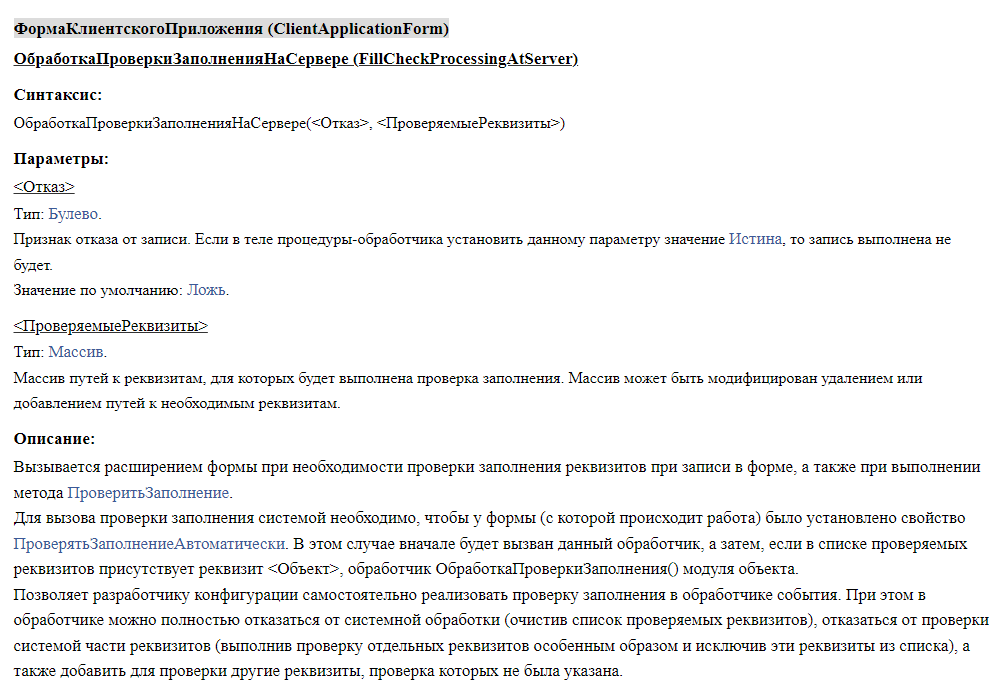 ФормаКлиентскогоПриложения (ClientApplicationForm)
ОбработкаПроверкиЗаполненияНаСервере (FillCheckProcessingAtServer)
Синтаксис:
ОбработкаПроверкиЗаполненияНаСервере(<Отказ>, <ПроверяемыеРеквизиты>)
Параметры:
<Отказ>
Тип: Булево.
Признак отказа от записи. Если в теле процедуры-обработчика установить данному параметру значение Истина, то запись выполнена не
будет.
Значение по умолчанию: Ложь.
<ПроверяемыеРеквизиты>
Тип: Массив.
Массив путей к реквизитам, для которых будет выполнена проверка заполнения. Массив может быть модифицирован удалением или
добавлением путей к необходимым реквизитам.
Описание:
Вызывается расширением формы при необходимости проверки заполнения реквизитов при записи в форме, а также при выполнении
метода ПроверитьЗаполнение.
Для вызова проверки заполнения системой необходимо, чтобы у формы (с которой происходит работа) было установлено свойство
ПроверятьЗаполнениеАвтоматически. В этом случае вначале будет вызван данный обработчик, а затем, если в списке проверяемых
реквизитов присутствует реквизит <Объект>, обработчик ОбработкаПроверкиЗаполнения() модуля объекта.
Позволяет разработчику конфигурации самостоятельно реализовать проверку заполнения в обработчике события. При этом в
обработчике можно полностью отказаться от системной обработки (очистив список проверяемых реквизитов), отказаться от проверки
системой части реквизитов (выполнив проверку отдельных реквизитов особенным образом и исключив эти реквизиты из списка), а
также добавить для проверки другие реквизиты, проверка которых не была указана.